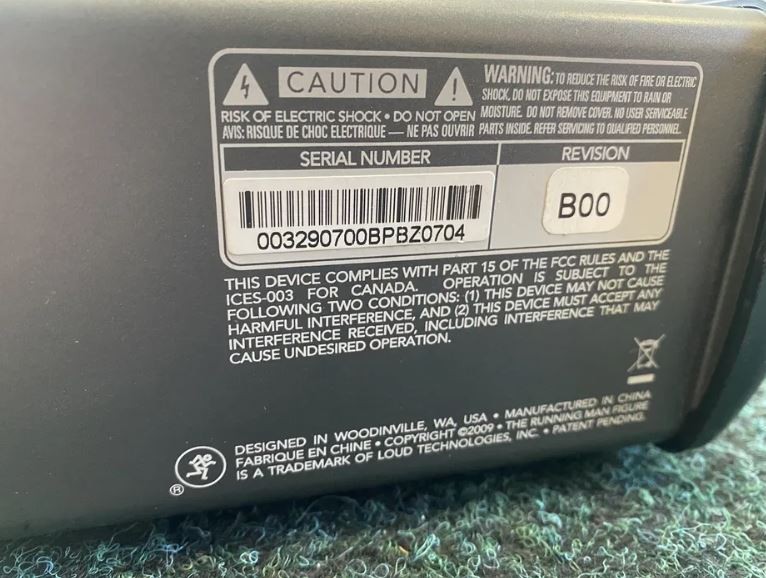 CAUTION
RISK OF ELECTRIC SHOCK • DO NOT OPEN
AVIS: RISQUE DE CHOC ELECTRIQUE — NE PAS OUVRIR
WARNING: TO REDUCE THE RISK OF FIRE OR ELECTRIC
SHOCK, DO NOT EXPOSE THIS EQUIPMENT TO RAIN OR
MOISTURE. DO NOT REMOVE COVER. NO USER SERVICEABLE
PARTS INSIDE. REFER SERVICING TO QUALIFIED PERSONNEL.
SERIAL NUMBER
003290700BPBZ0704
REVISION
B00
THIS DEVICE COMPLIES WITH PART 15 OF THE FCC RULES AND THE
ICES-003 FOR CANADA. OPERATION IS SUBJECT TO THE
FOLLOWING TWO CONDITIONS: (1) THIS DEVICE MAY NOT CAUSE
HARMFUL INTERFERENCE, AND (2) THIS DEVICE MUST ACCEPT ANY
INTERFERENCE RECEIVED, INCLUDING INTERFERENCE THAT MAY
CAUSE UNDESIRED OPERATION.
DESIGNED IN WOODINVILLE, WA, USA • MANUFACTURED IN CHINA
FABRIQUE EN CHINE • COPYRIGHT ©2009 • THE RUNNING MAN FIGURE
IS A TRADEMARK OF LOUD TECHNOLOGIES, INC. • PATENT PENDING.
®